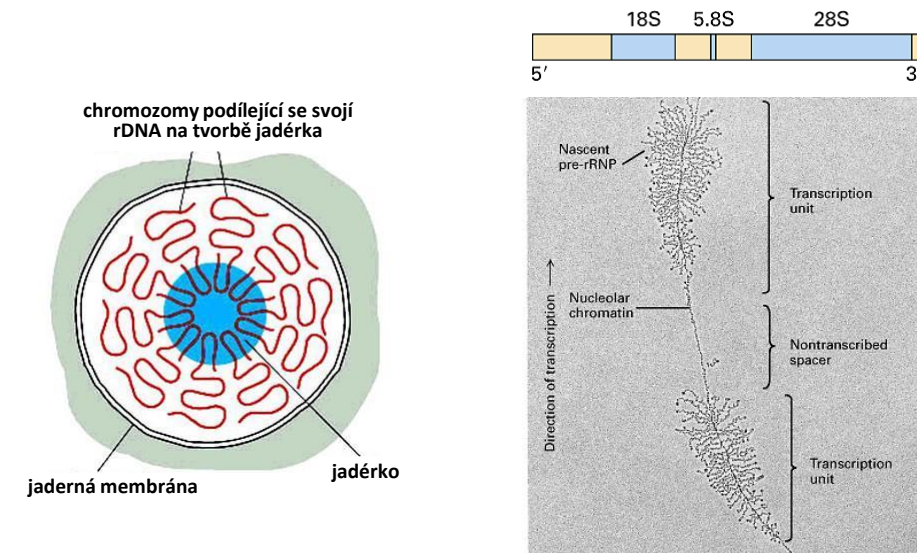 18S 5.8S 28S
5′ 3
chromozomy podílející se svojí
rDNA na tvorbě jadérka
jadérko
jaderná membrána
Nascent
pre-rRNP
Transcription
unit
Nucleolar
chromatin
Nontranscribed
spacer
Direction of transcription
Transcription
unit